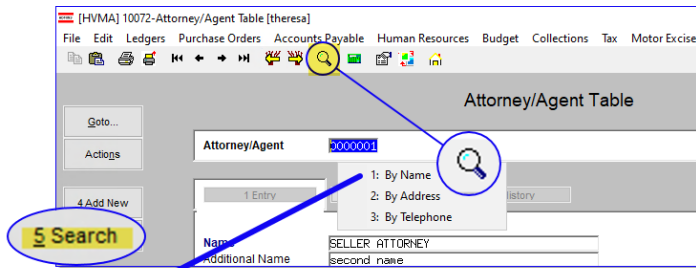 [HVMA] 10072-Attorney/Agent Table [theresa]
File Edit Ledgers Purchase Orders Accounts Payable Human Resources Budget Collections Tax Motor Excise
Attorney/Agent Table
Goto...
Actions
Attorney/Agent 0000001
1: By Name
2: By Address
3: By Telephone
4 Add New
1 Entry
5 Search
Name SELLER ATTORNEY
Additional Name second name